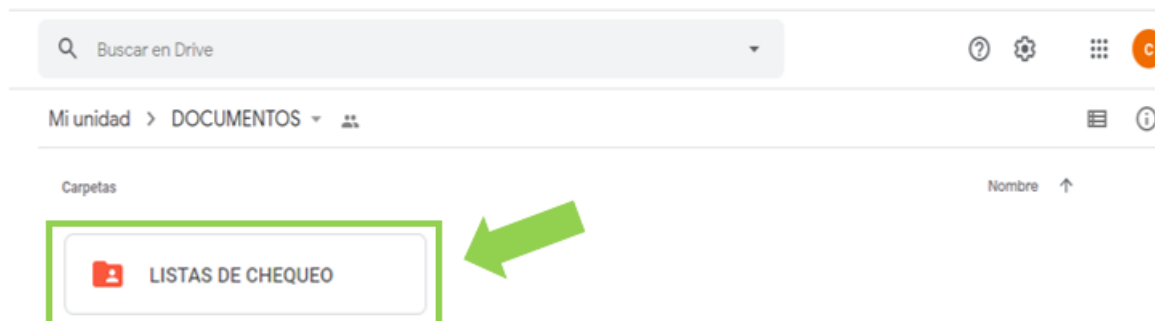 Buscar en Drive
C
Mi unidad > DOCUMENTOS
Carpetas
Nombre ↑
LISTAS DE CHEQUEO